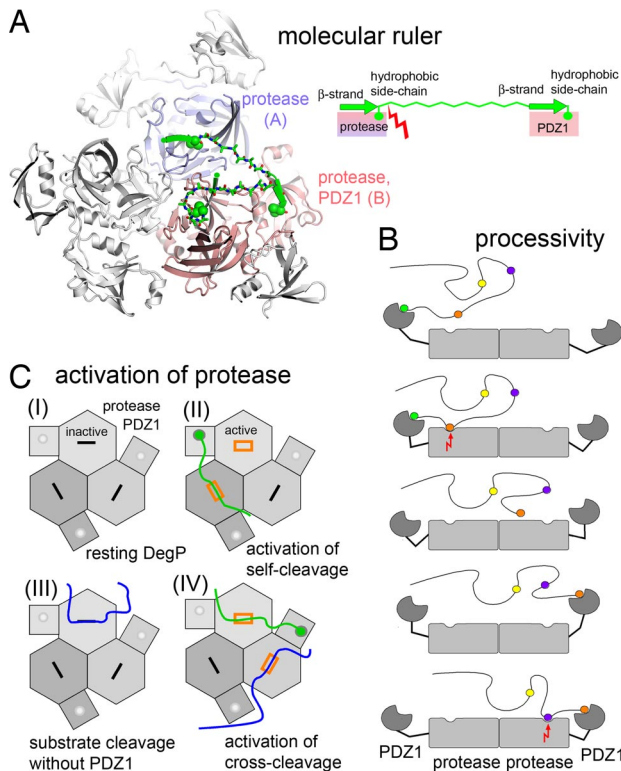 A
molecular ruler
protease
(A)
protease,
PDZ1 (B)
β-strand
hydrophobic
side-chain
β-strand
hydrophobic
side-chain
protease
PDZ1
B
processivity
PDZ1
protease protease
PDZ1
C
activation of protease
(I)
protease
PDZ1
inactive
resting DegP
(II)
active
activation of
self-cleavage
(III)
substrate cleavage
without PDZ1
(IV)
activation of
cross-cleavage